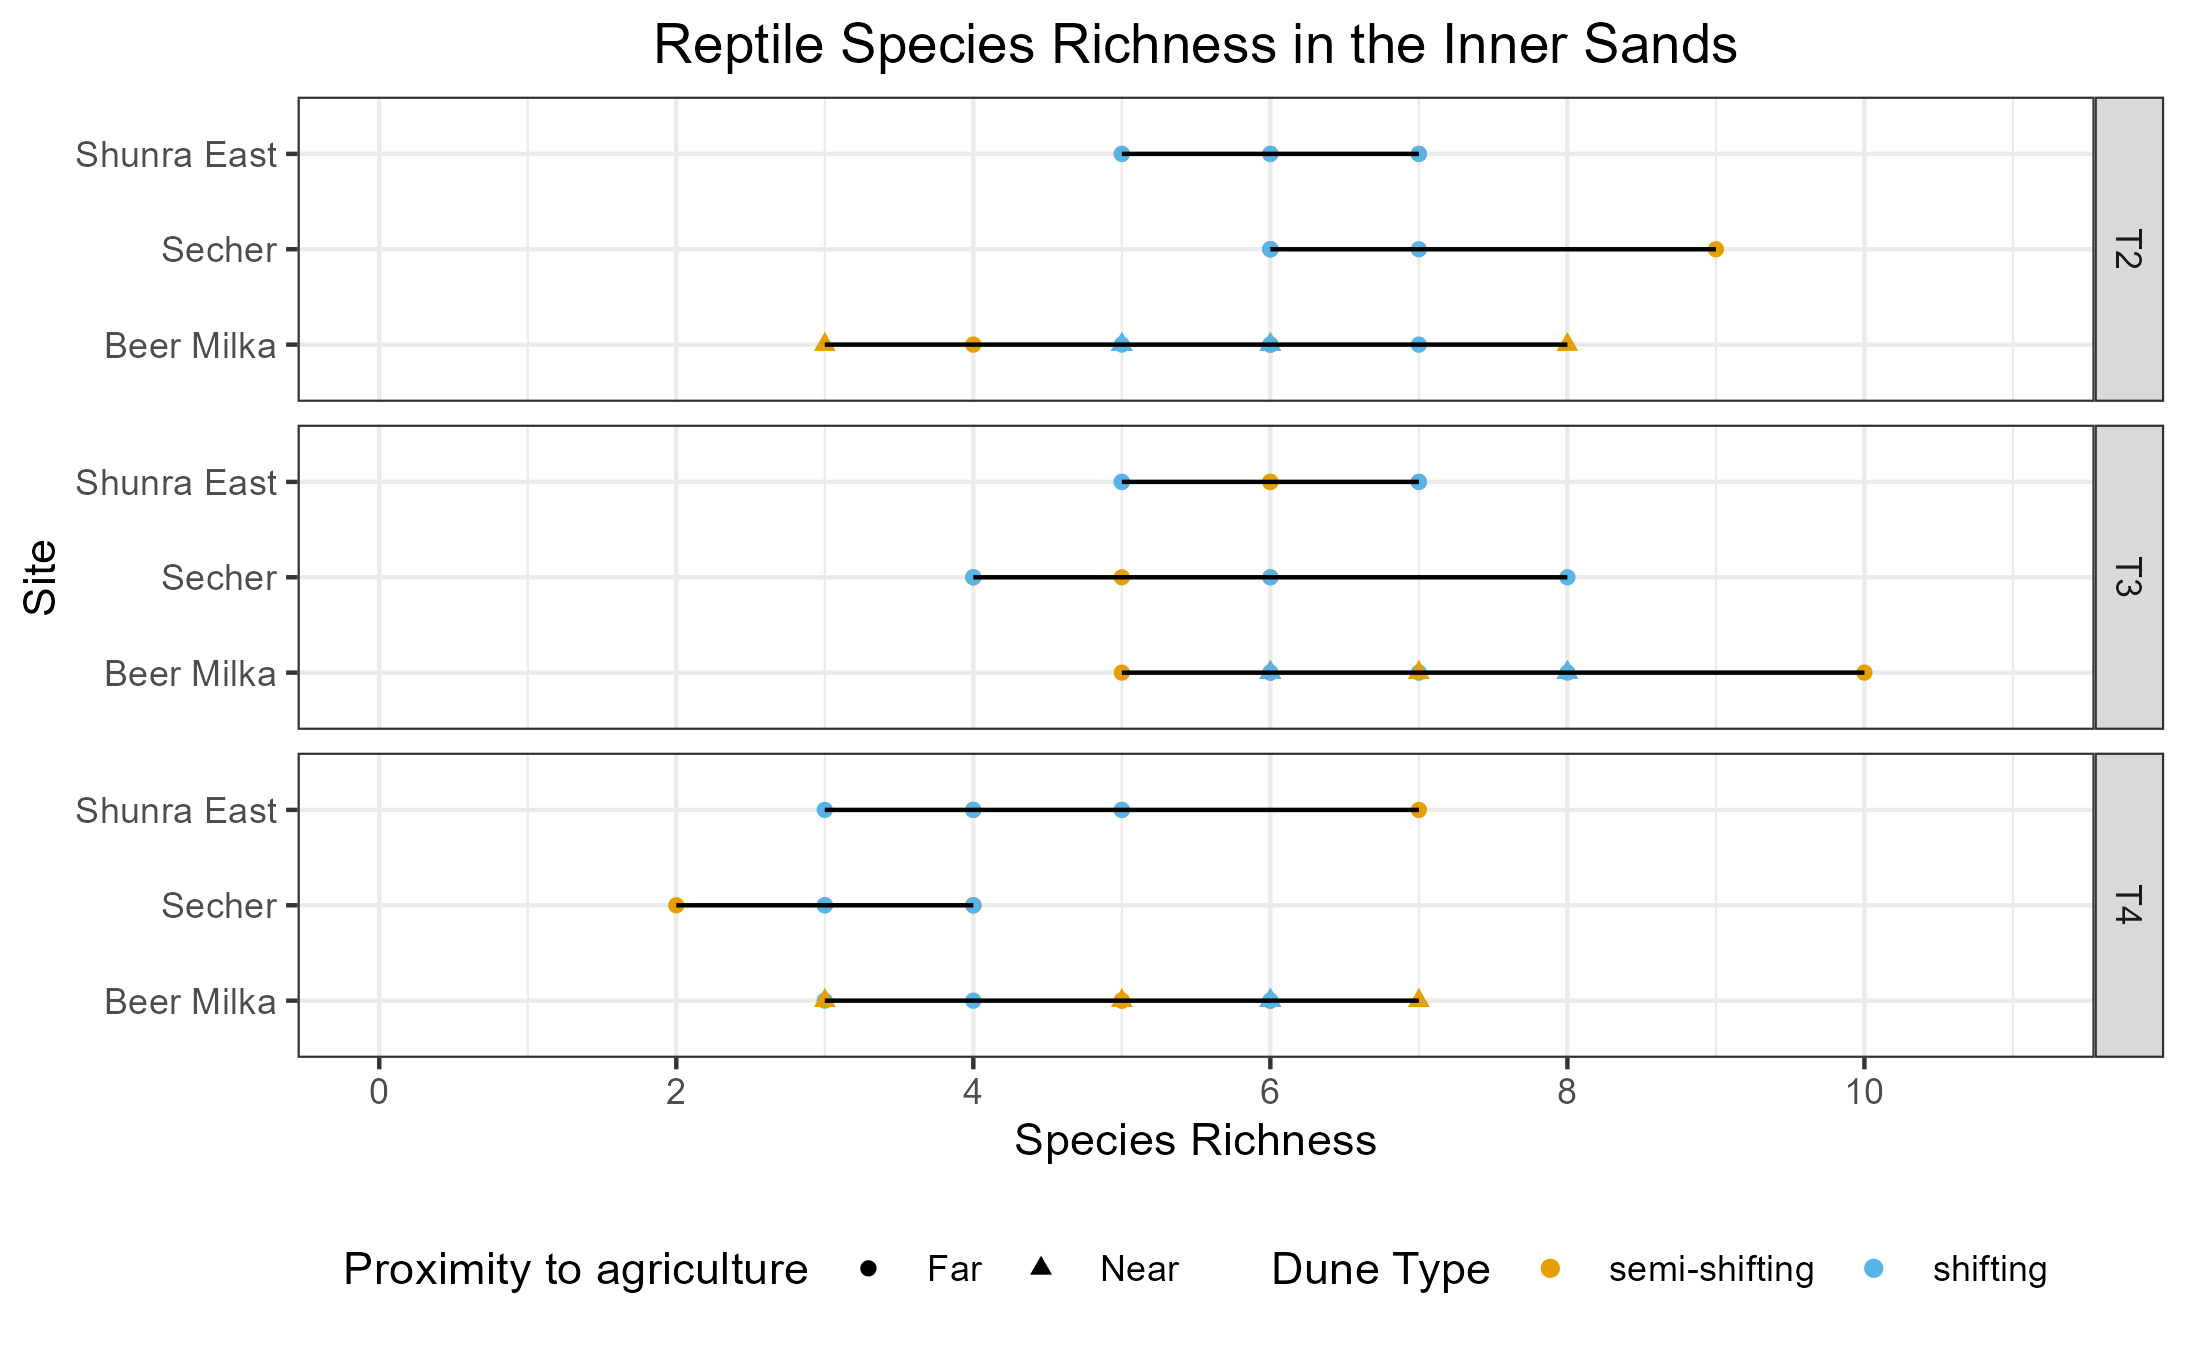 Reptile Species Richness in the Inner Sands
Shunra East
Secher
Beer Milka
T2
Shunra East
Secher
Beer Milka
T3
Shunra East
Secher
Beer Milka
T4
Site
0 2 4 6 8 10
Species Richness
Proximity to agriculture Far Near Dune Type semi-shifting shifting